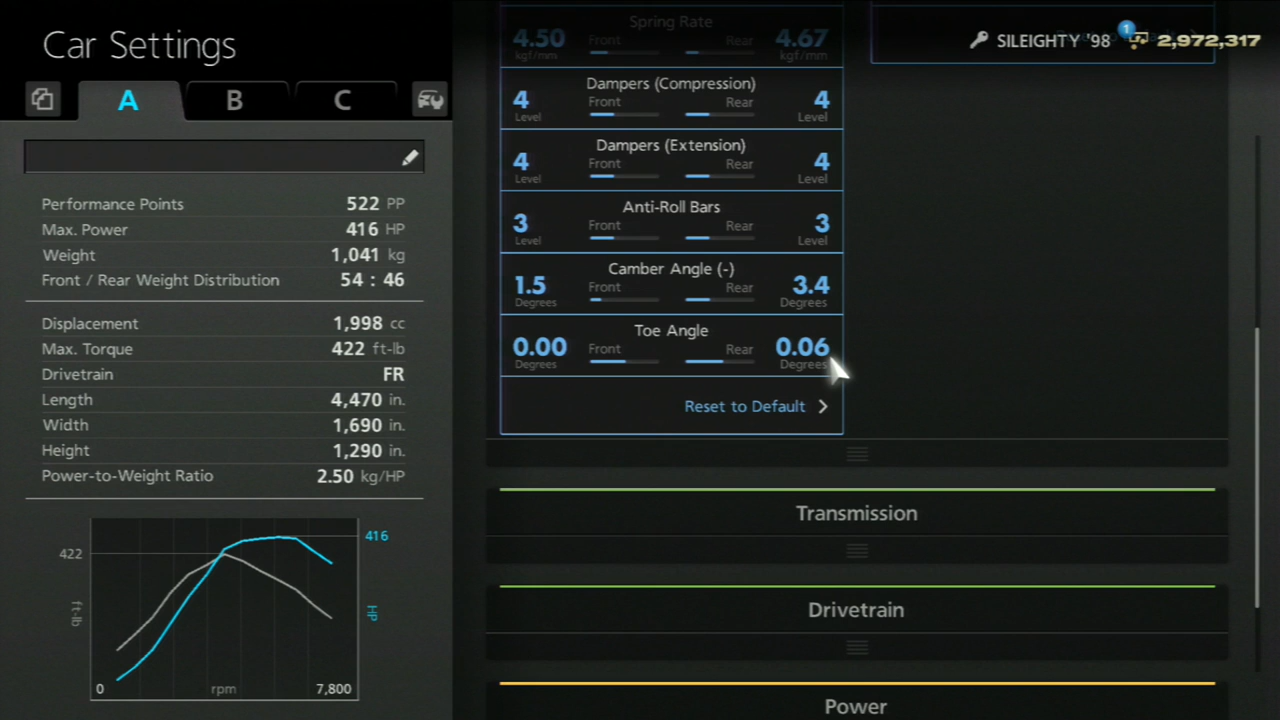 Car Settings
SILEIGHTY '98 1 2,972,317
A B C
Performance Points 522 PP
Max. Power 416 HP
Weight 1,041 kg
Front / Rear Weight Distribution 54 : 46
Displacement 1,998 cc
Max. Torque 422 ft-lb
Drivetrain FR
Length 4,470 in.
Width 1,690 in.
Height 1,290 in.
Power-to-Weight Ratio 2.50 kg/HP
416
422
ft-lb
HP
0 rpm 7,800
Spring Rate
4.50 Front Rear 4.67
kgf/mm kgf/mm
Dampers (Compression)
4 Front Rear 4
Level Level
Dampers (Extension)
4 Front Rear 4
Level Level
Anti-Roll Bars
3 Front Rear 3
Level Level
Camber Angle (-)
1.5 Front Rear 3.4
Degrees Degrees
Toe Angle
0.00 Front Rear 0.06
Degrees Degrees
Reset to Default
Transmission
Drivetrain
Power